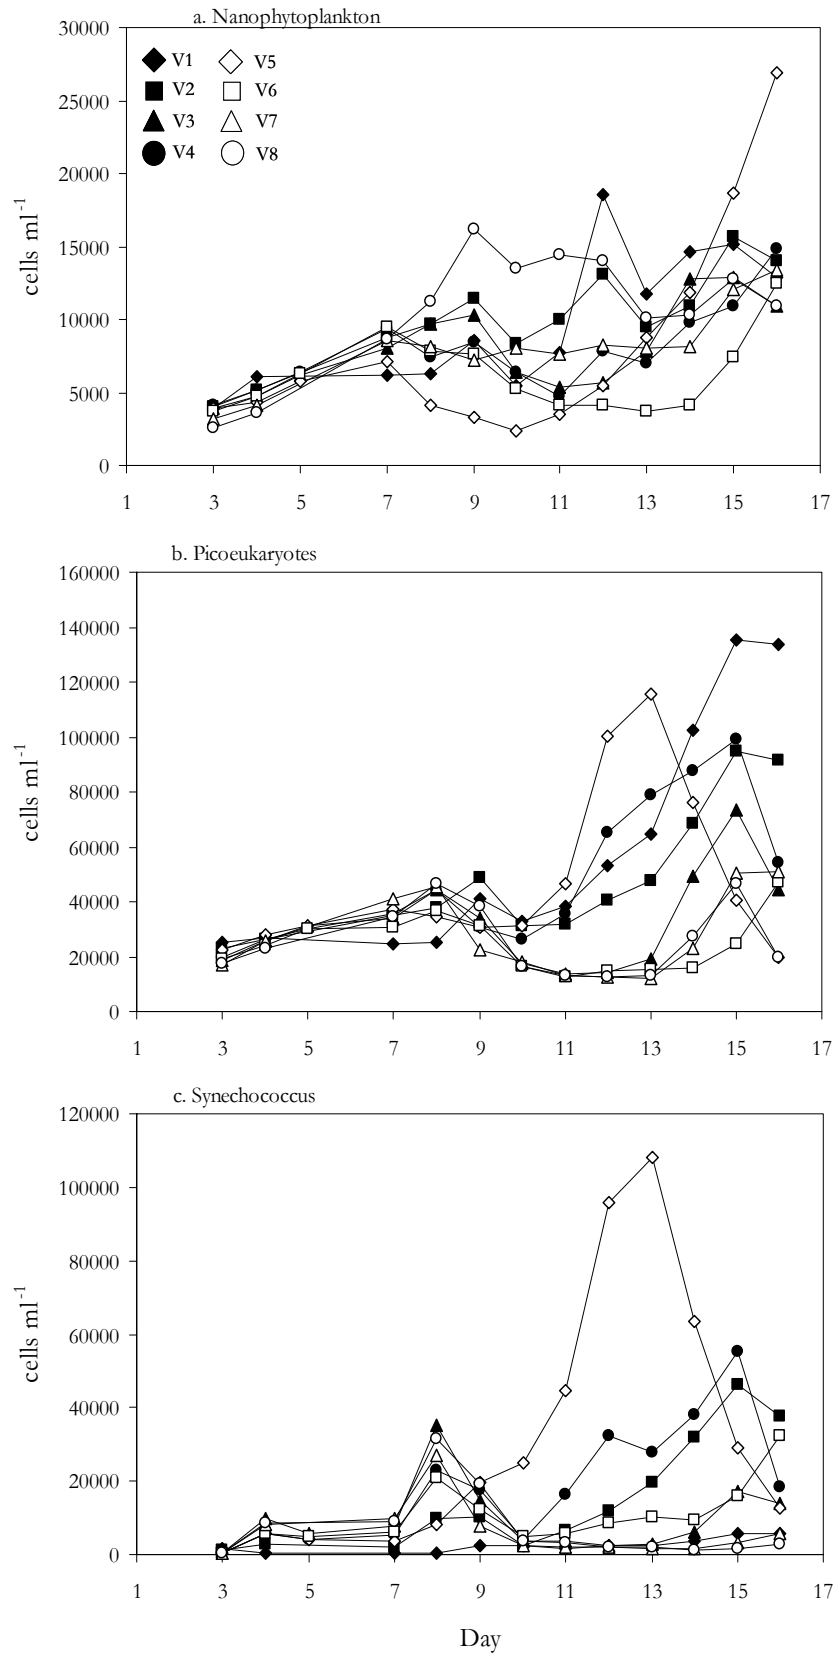 a. Nanophytoplankton
30000
V1 V5
V2 V6
25000
V3 V7
V4 V8
20000
cells ml-1
15000
10000
5000
0
1 3 5 7 9 11 13 15 17
b. Picoeukaryotes
160000
140000
120000
100000
cells ml-1
80000
60000
40000
20000
0
1 3 5 7 9 11 13 15 17
c. Synechococcus
120000
100000
80000
cells ml-1
60000
40000
20000
0
1 3 5 7 9 11 13 15 17
Day